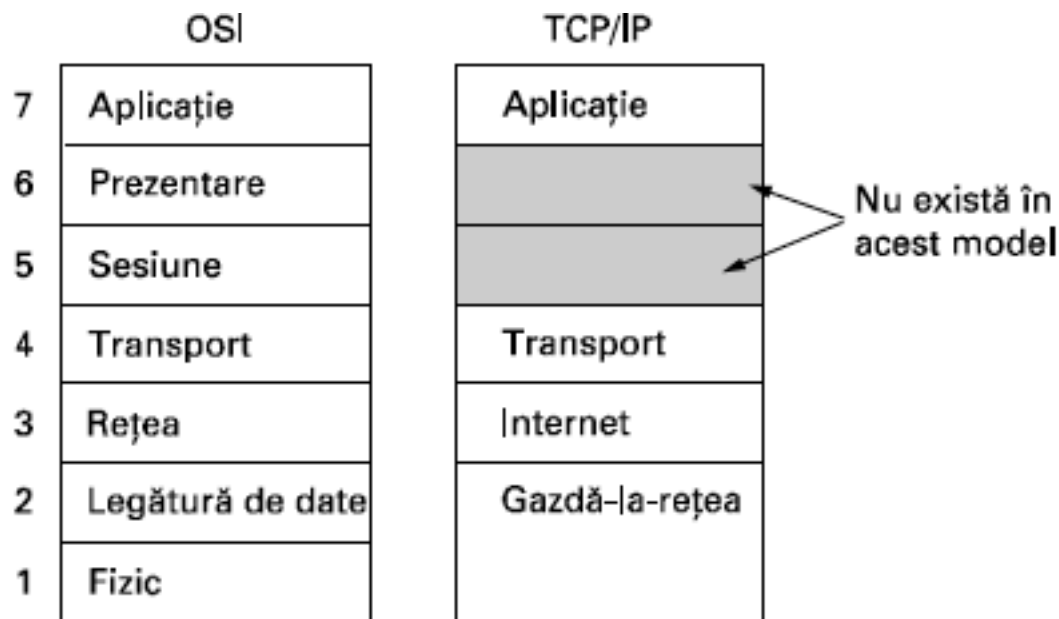 OSI TCP/IP
7 Aplicație Aplicație
6 Prezentare
Nu există în
acest model
5 Sesiune
4 Transport Transport
3 Rețea Internet
2 Legătură de date Gazdă-la-rețea
1 Fizic